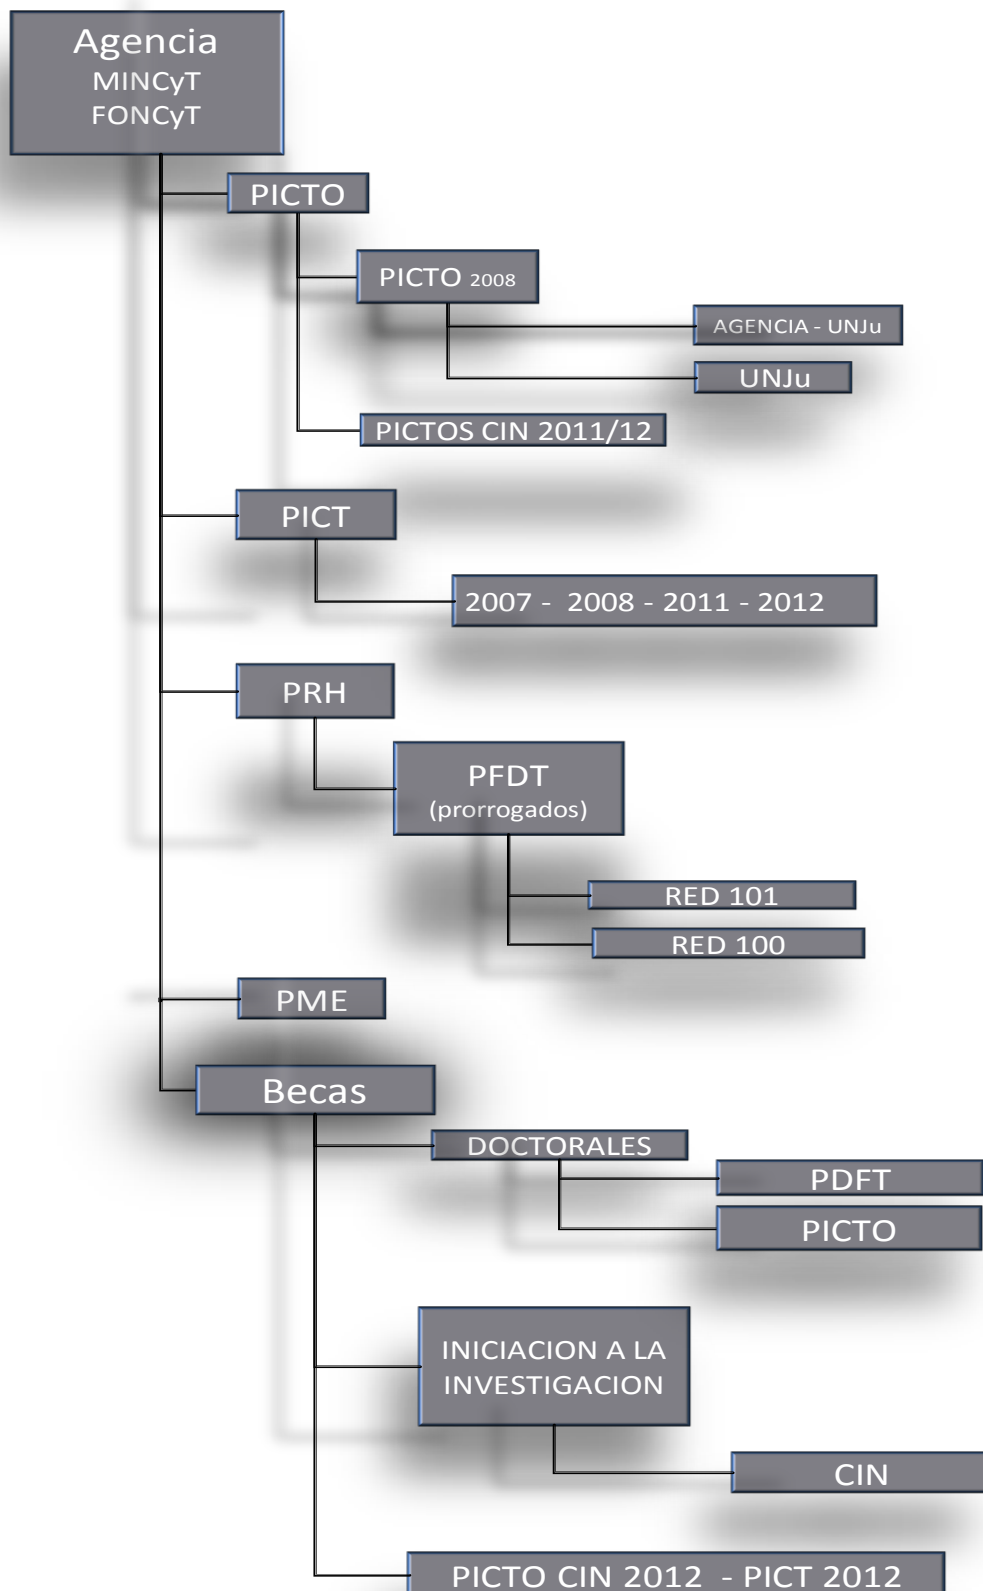 Agencia
MINCyT
FONCyT
PICTO
PICTO 2008
AGENCIA - UNJu
UNJu
PICTOS CIN 2011/12
PICT
2007 - 2008 - 2011 - 2012
PRH
PFDT
(prorrogados)
RED 101
RED 100
PME
Becas
DOCTORALES
PDFT
PICTO
INICIACION A LA
INVESTIGACION
CIN
PICTO CIN 2012 - PICT 2012